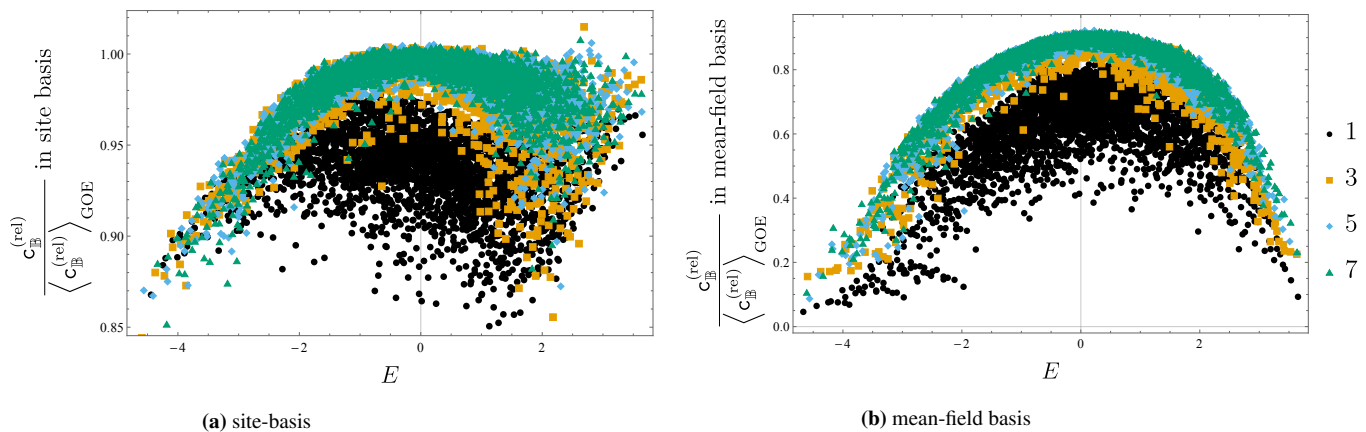 c_𝔹^(rel) / ⟨c_𝔹^(rel)⟩_GOE in site basis
1.00
0.95
0.90
0.85
−4 −2 0 2
E
(a) site-basis
c_𝔹^(rel) / ⟨c_𝔹^(rel)⟩_GOE in mean-field basis
0.8
0.6
0.4
0.2
0.0
−4 −2 0 2
E
(b) mean-field basis
1
3
5
7